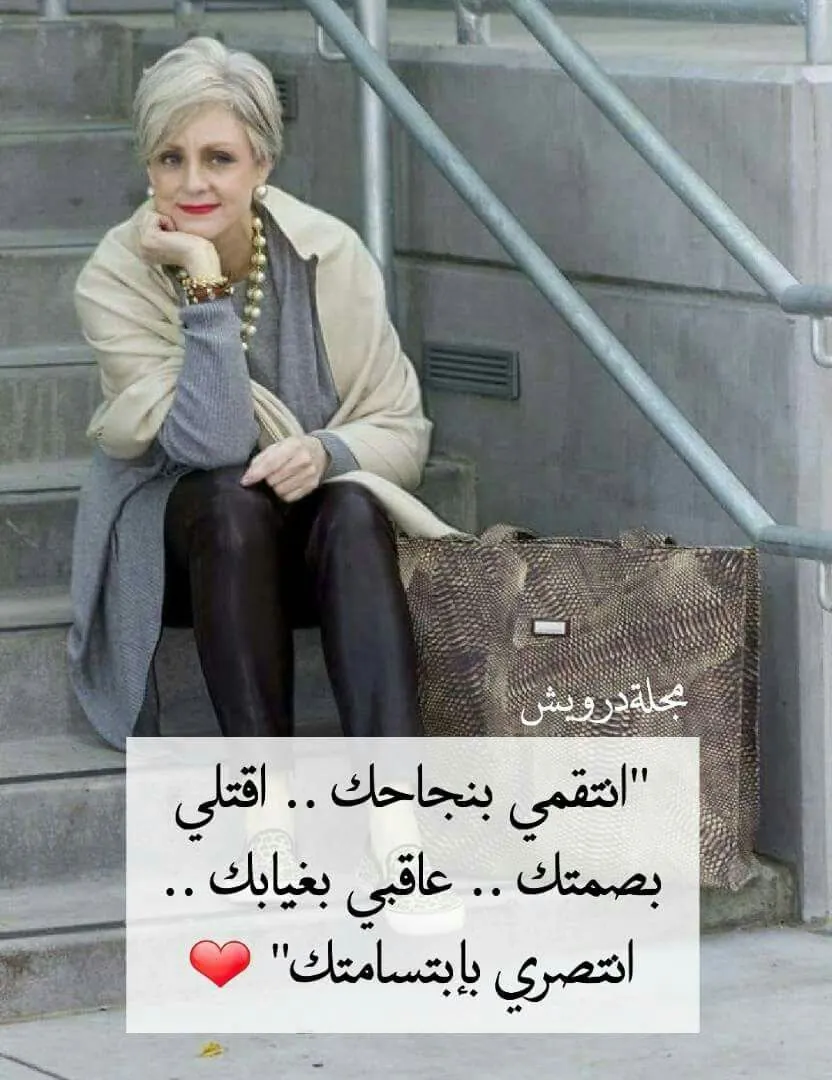 مجلةدرويش
"انتقمي بنجاحك .. اقتلي
بصمتك .. عاقبي بغيابك ..
انتصري بإبتسامتك" ❤